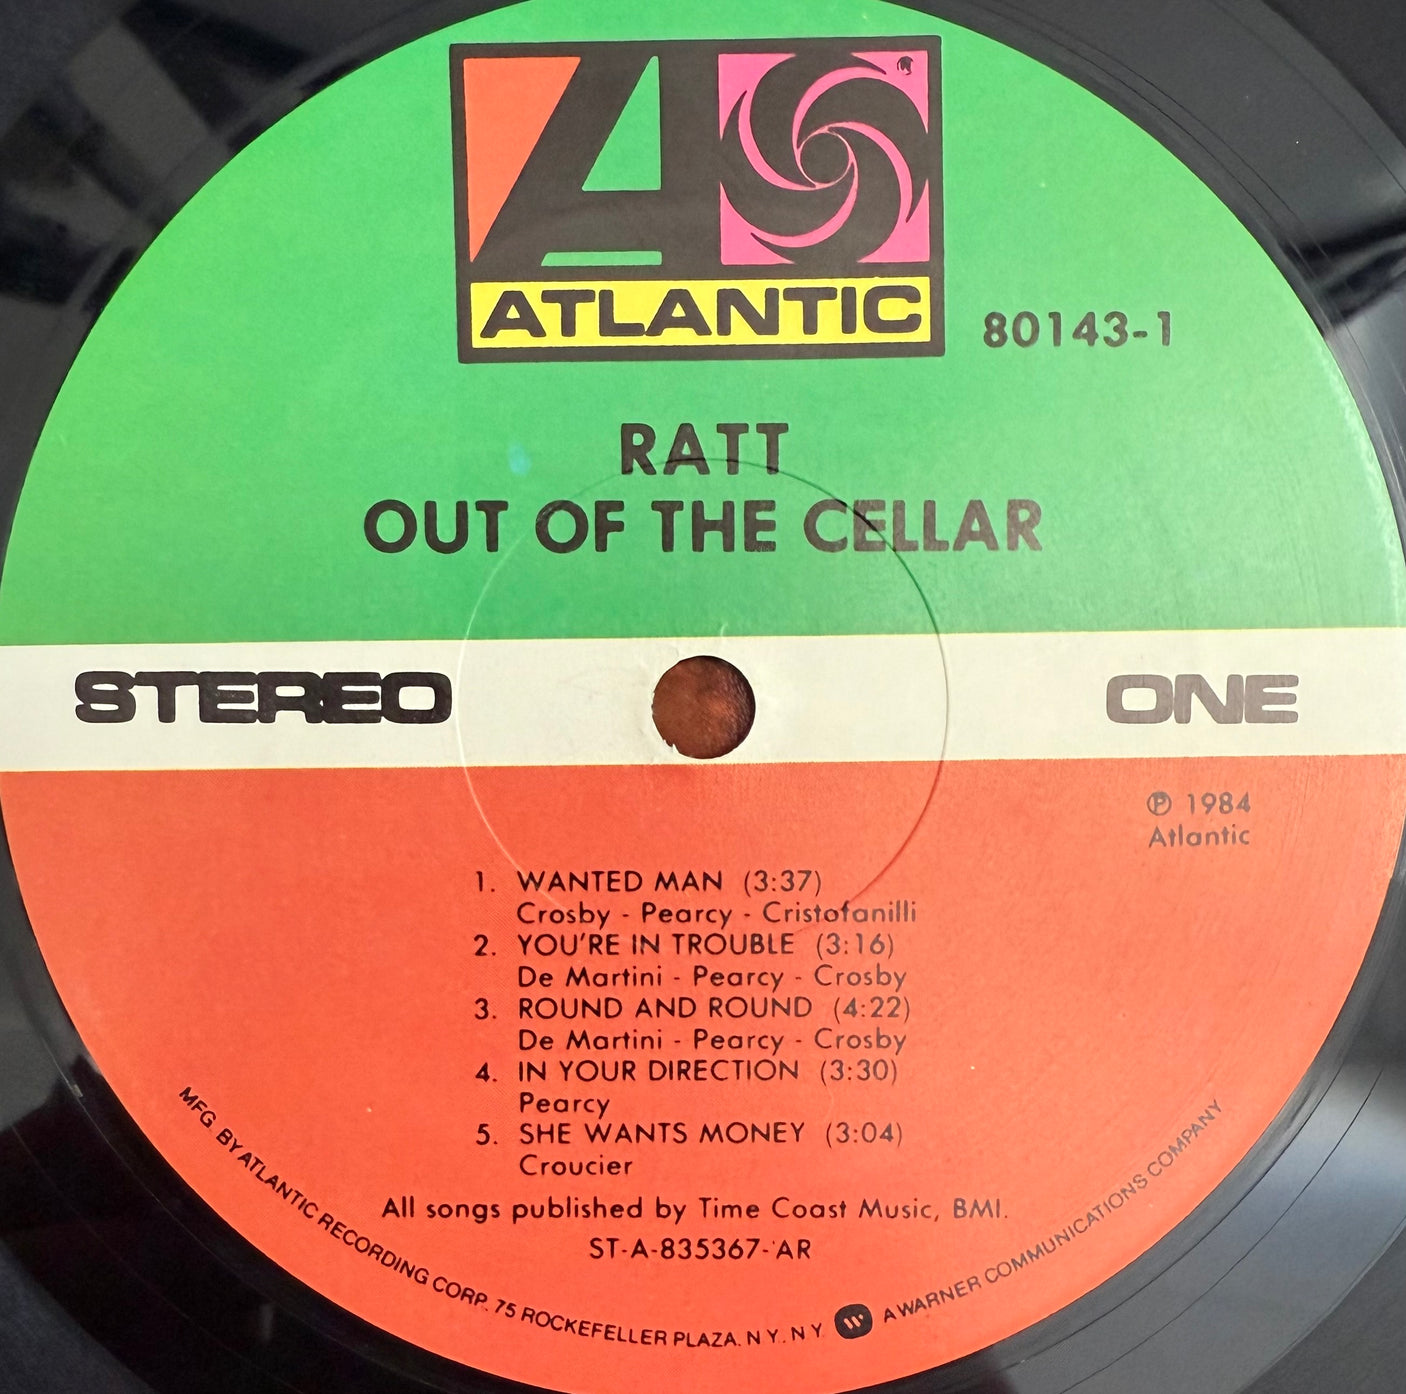 ATLANTIC
80143-1
RATT
OUT OF THE CELLAR
STEREO
ONE
℗ 1984
Atlantic
1. WANTED MAN (3:37)
Crosby - Pearcy - Cristofanilli
2. YOU'RE IN TROUBLE (3:16)
De Martini - Pearcy - Crosby
3. ROUND AND ROUND (4:22)
De Martini - Pearcy - Crosby
4. IN YOUR DIRECTION (3:30)
Pearcy
5. SHE WANTS MONEY (3:04)
Croucier
All songs published by Time Coast Music, BMI.
ST-A-835367-AR
MFG. BY ATLANTIC RECORDING CORP. 75 ROCKEFELLER PLAZA. N.Y. N.Y. A WARNER COMMUNICATIONS COMPANY